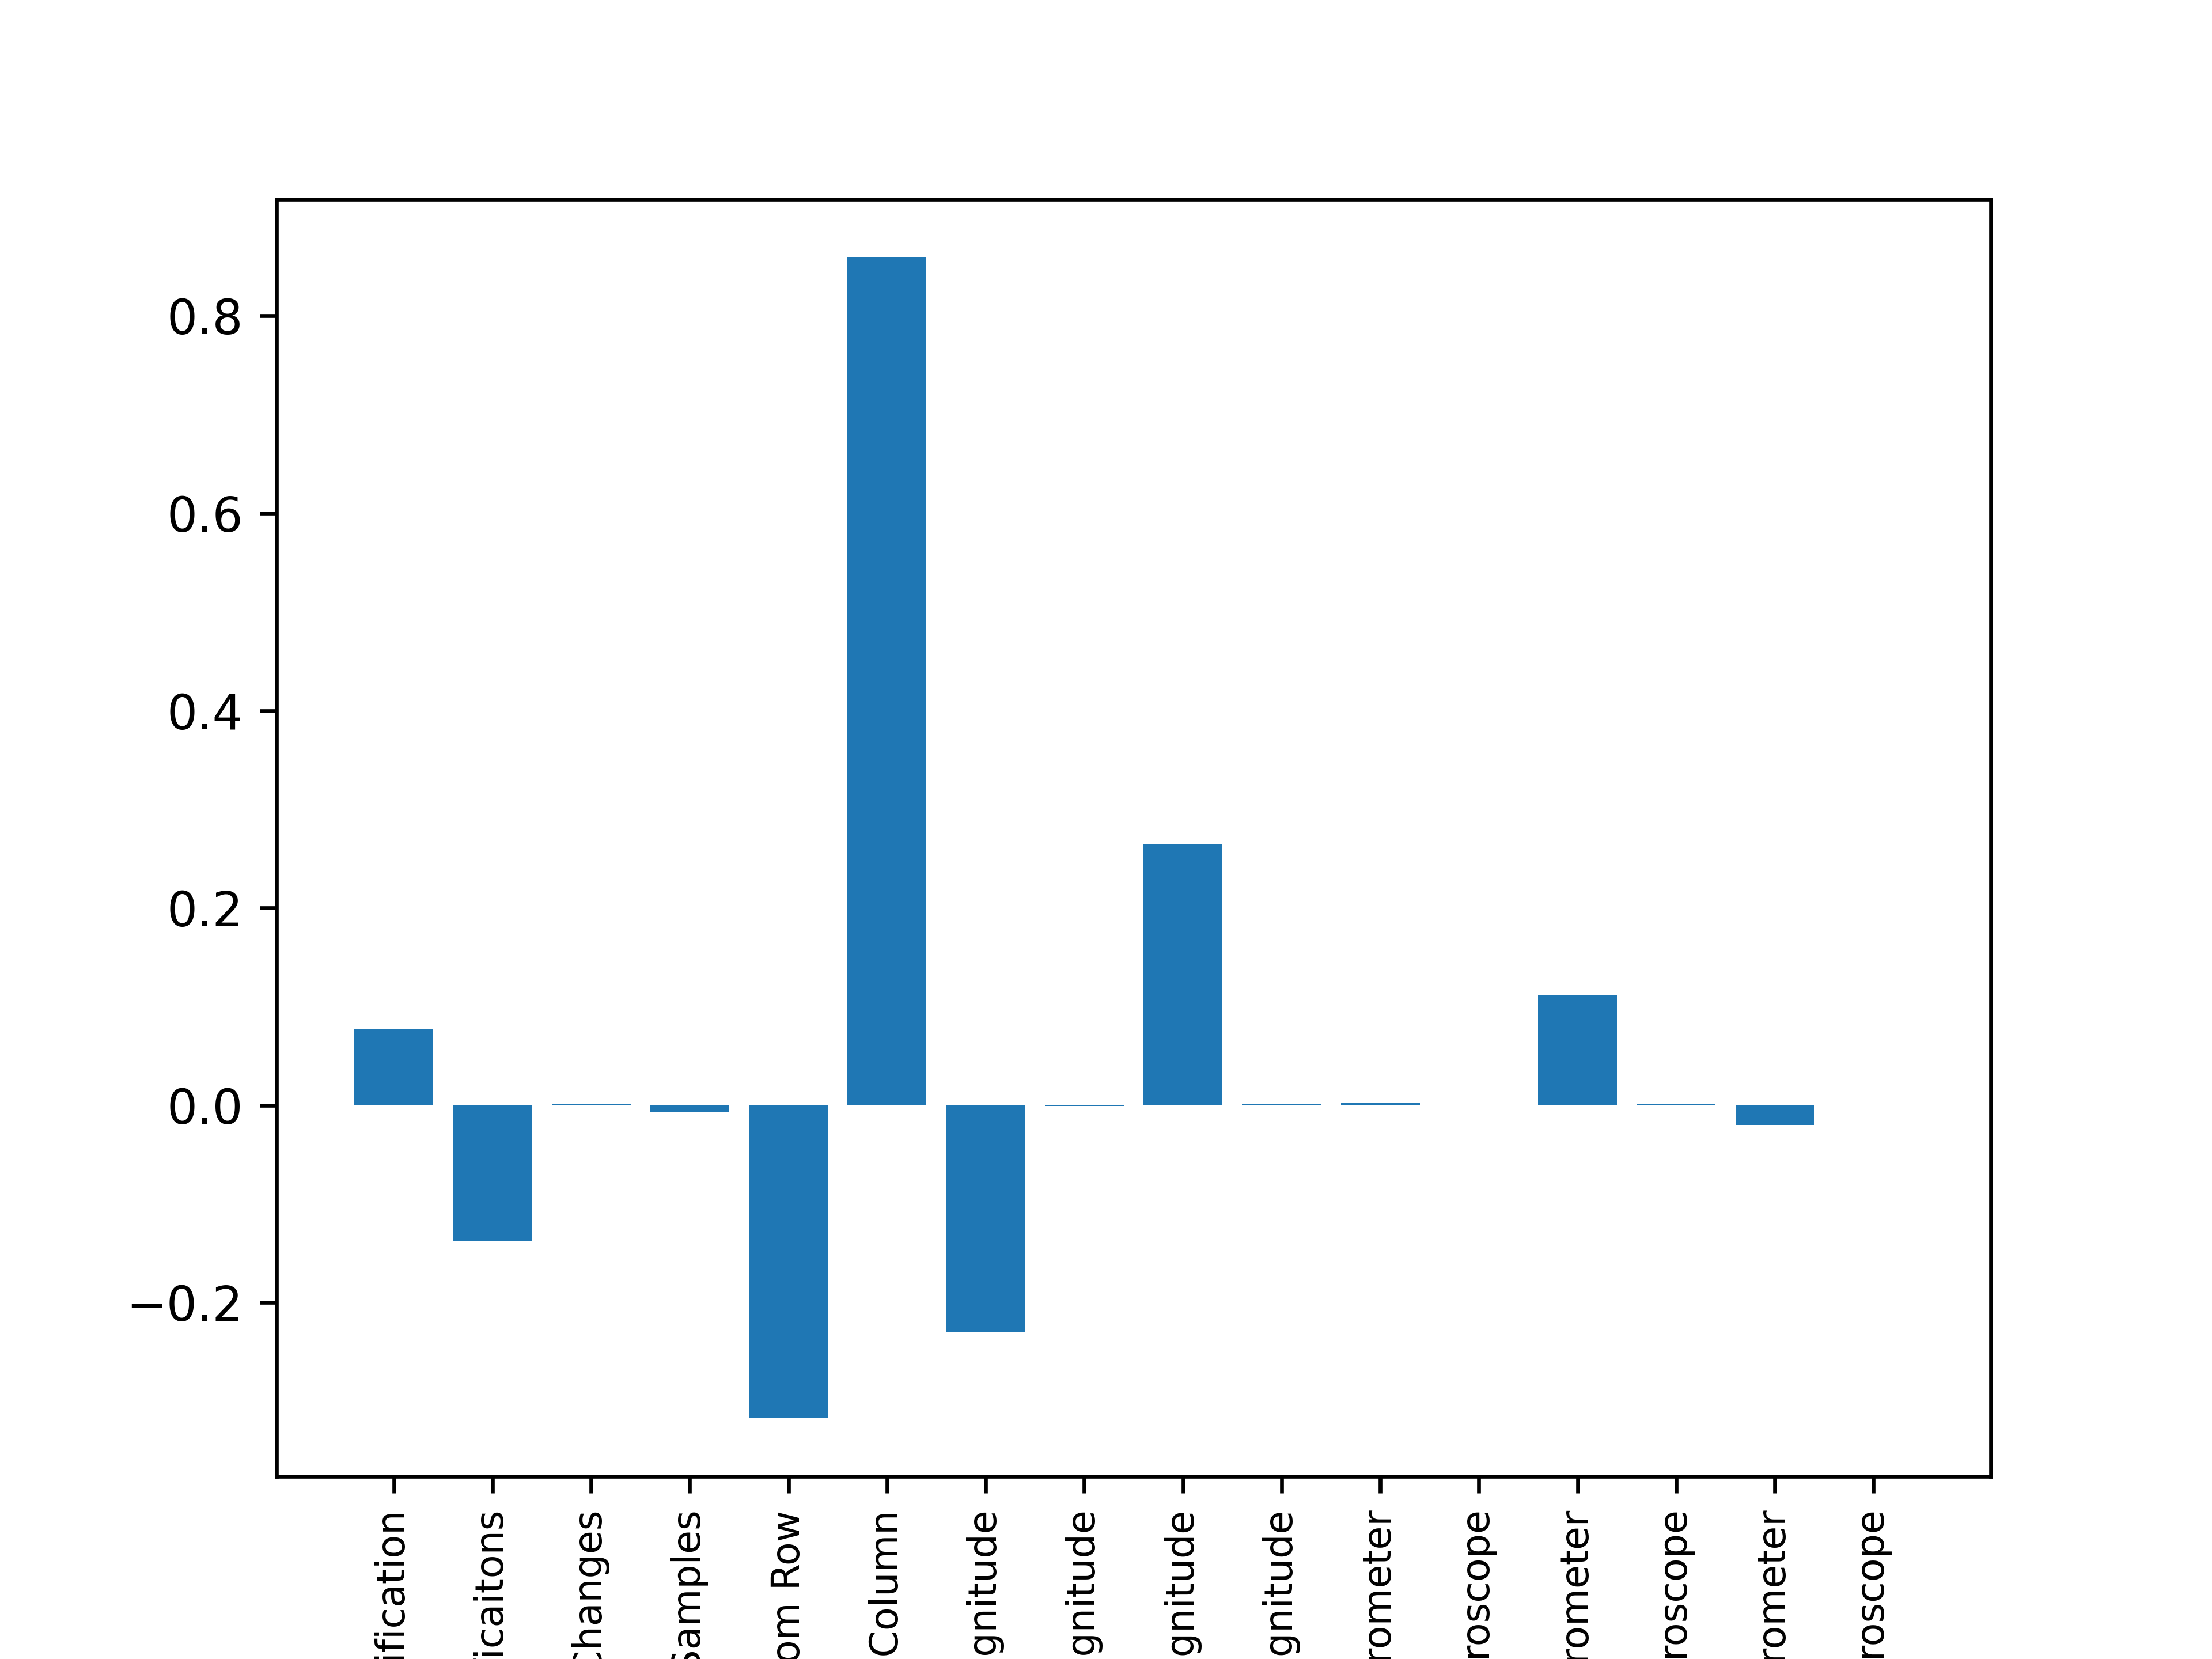 0.8
0.6
0.4
0.2
0.0
−0.2
ification
icaitons
hanges
Samples
om Row
Column
gnitude
gnitude
gnitude
gnitude
rometer
roscope
rometer
roscope
rometer
roscope